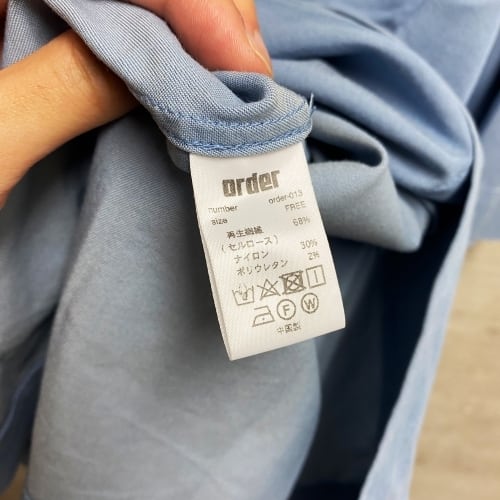 order
number order-013
size FREE
再生繊維 68%
(セルロース)
ナイロン 30%
ポリウレタン 2%
F W
中国製